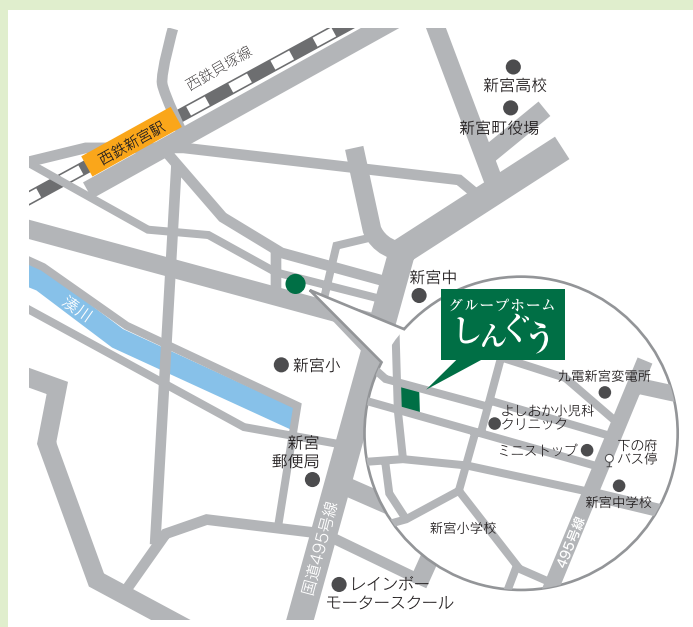 西鉄貝塚線
新宮高校
新宮町役場
西鉄新宮駅
新宮中
湊川
グループホーム
しんぐう
新宮小
九電新宮変電所
よしおか小児科
クリニック
ミニストップ
下の府
バス停
新宮
郵便局
新宮中学校
新宮小学校
495号線
国道495号線
レインボー
モータースクール